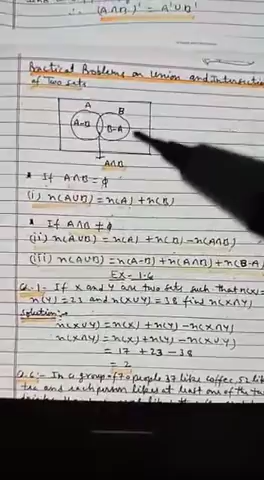 ∴ (A∩B)' = A'∪B'
Practical Problems on Union and Intersection
of Two sets
A B
A-B B-A
A∩B
* If A∩B = ϕ
(i) n(A∪B) = n(A) + n(B)
* If A∩B ≠ ϕ
(ii) n(A∪B) = n(A) + n(B) - n(A∩B)
(iii) n(A∪B) = n(A-B) + n(A∩B) + n(B-A)
EX-1.6
Q.1- If X and Y are two sets such that n(X) =
n(Y) = 23 and n(X∪Y) = 38 find n(X∩Y)
Solution:-
n(X∪Y) = n(X) + n(Y) - n(X∩Y)
n(X∩Y) = n(X) + n(Y) - n(X∪Y)
= 17 + 23 - 38
= 2
Q.6:- In a group of 70 people 37 like coffee, 52 like
tea and each person likes at least one of the two